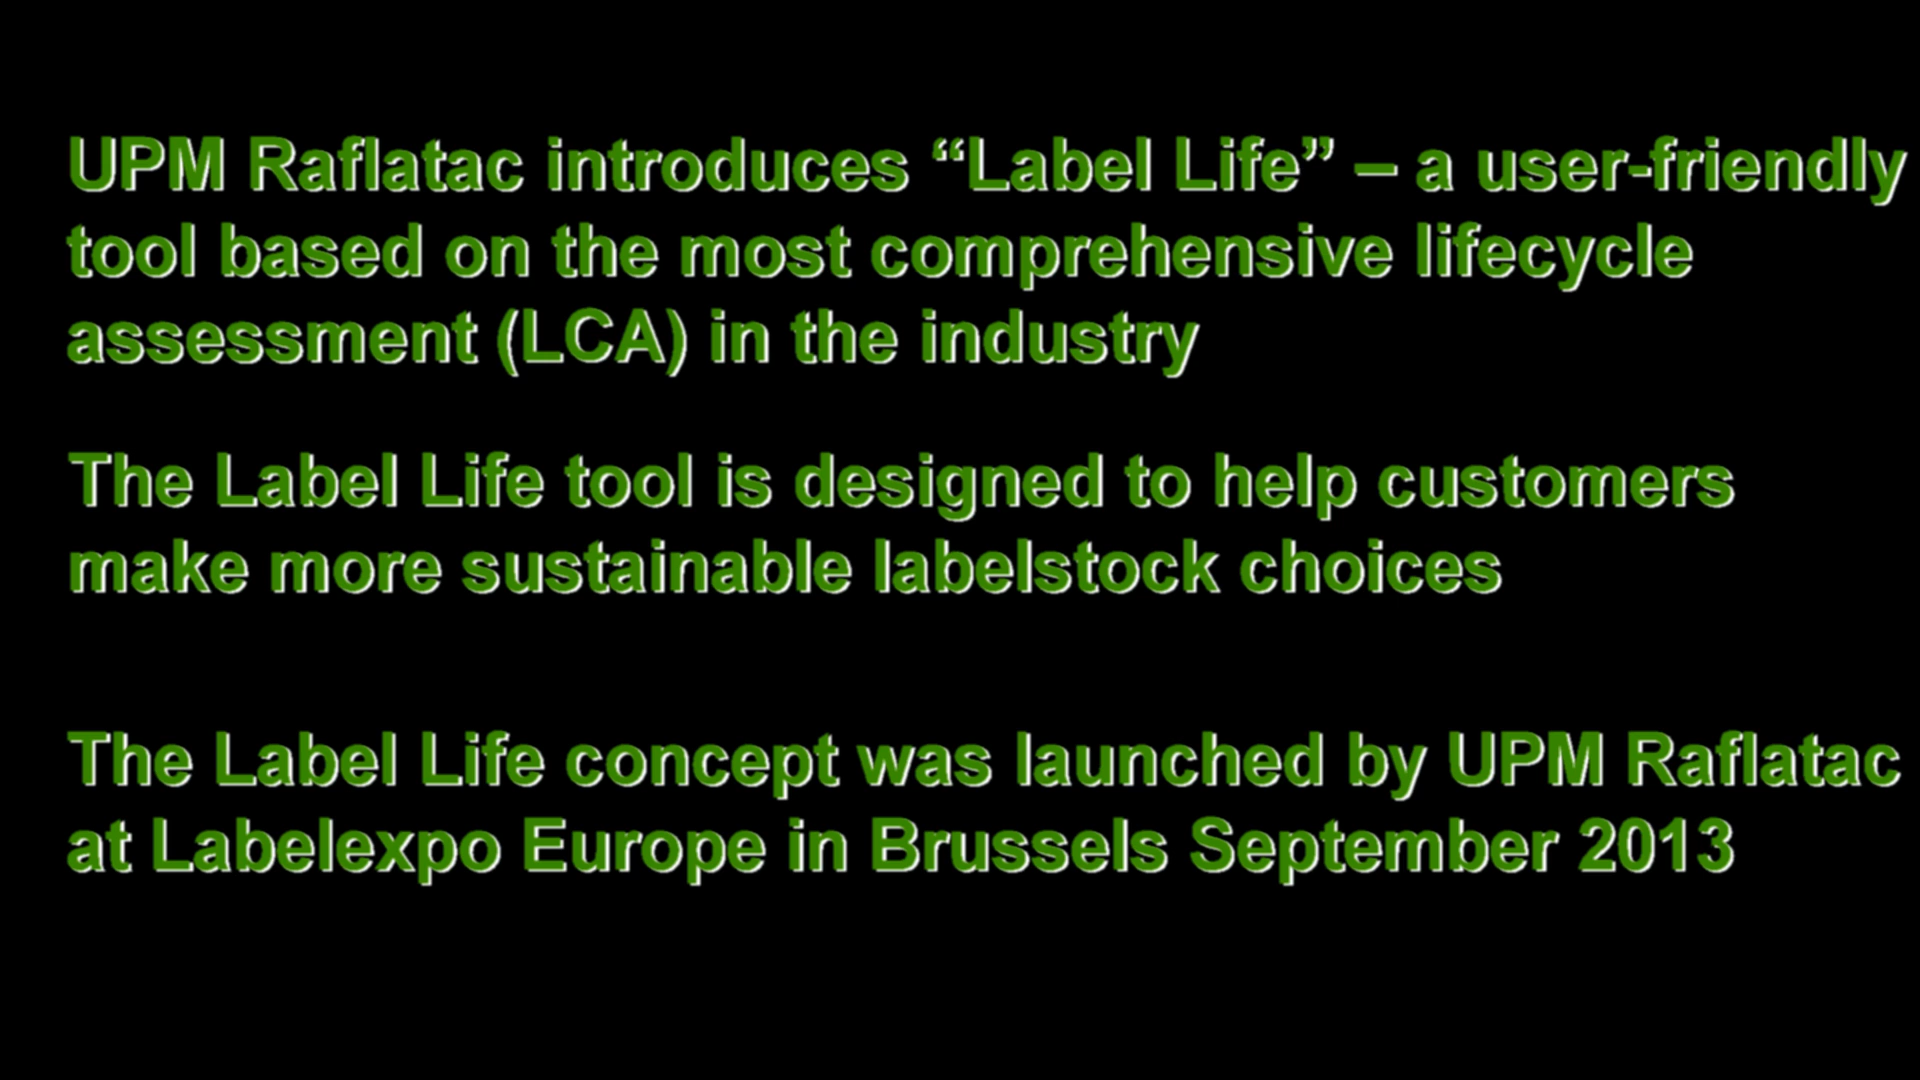 UPM Raflatac introduces “Label Life” – a user-friendly
tool based on the most comprehensive lifecycle
assessment (LCA) in the industry
The Label Life tool is designed to help customers
make more sustainable labelstock choices
The Label Life concept was launched by UPM Raflatac
at Labelexpo Europe in Brussels September 2013